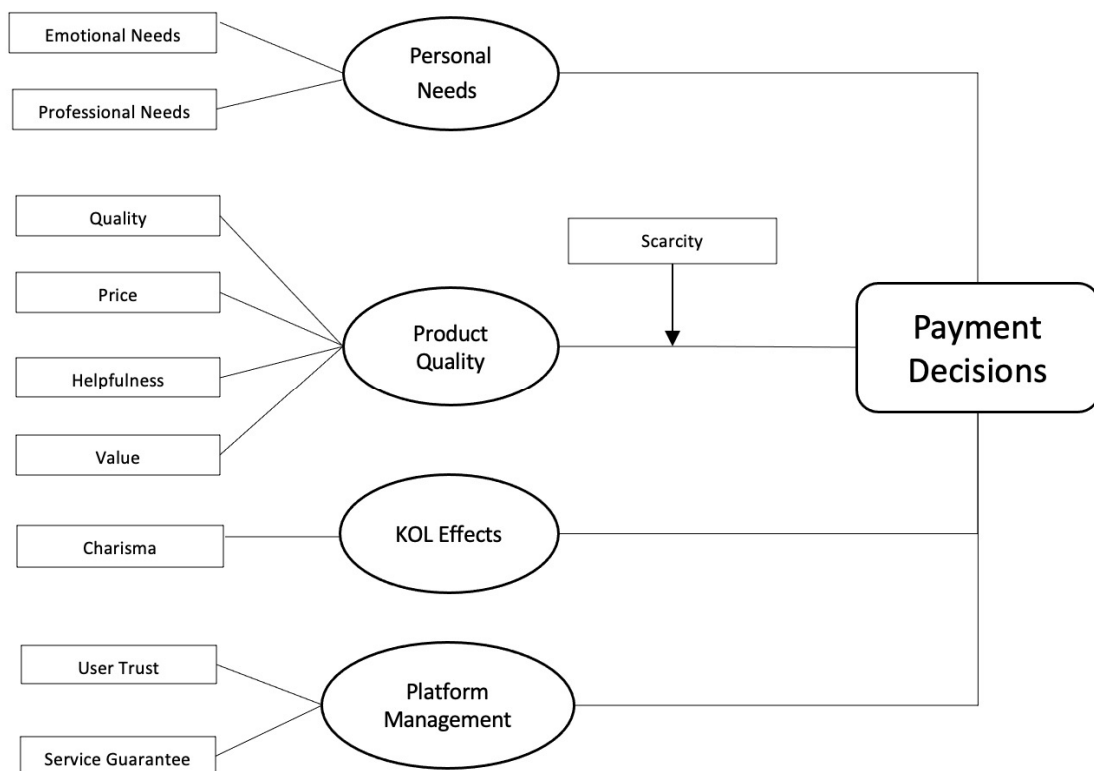 Emotional Needs
Professional Needs
Personal
Needs
Quality
Price
Helpfulness
Value
Product
Quality
Scarcity
Payment
Decisions
Charisma
KOL Effects
User Trust
Service Guarantee
Platform
Management